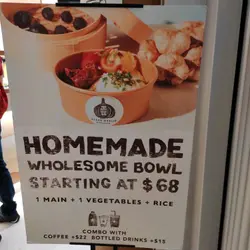 HOMEMADE
WHOLESOME BOWL
STARTING AT $68
1 MAIN + 1 VEGETABLES + RICE
COMBO WITH
COFFEE +$22 BOTTLED DRINKS +$15